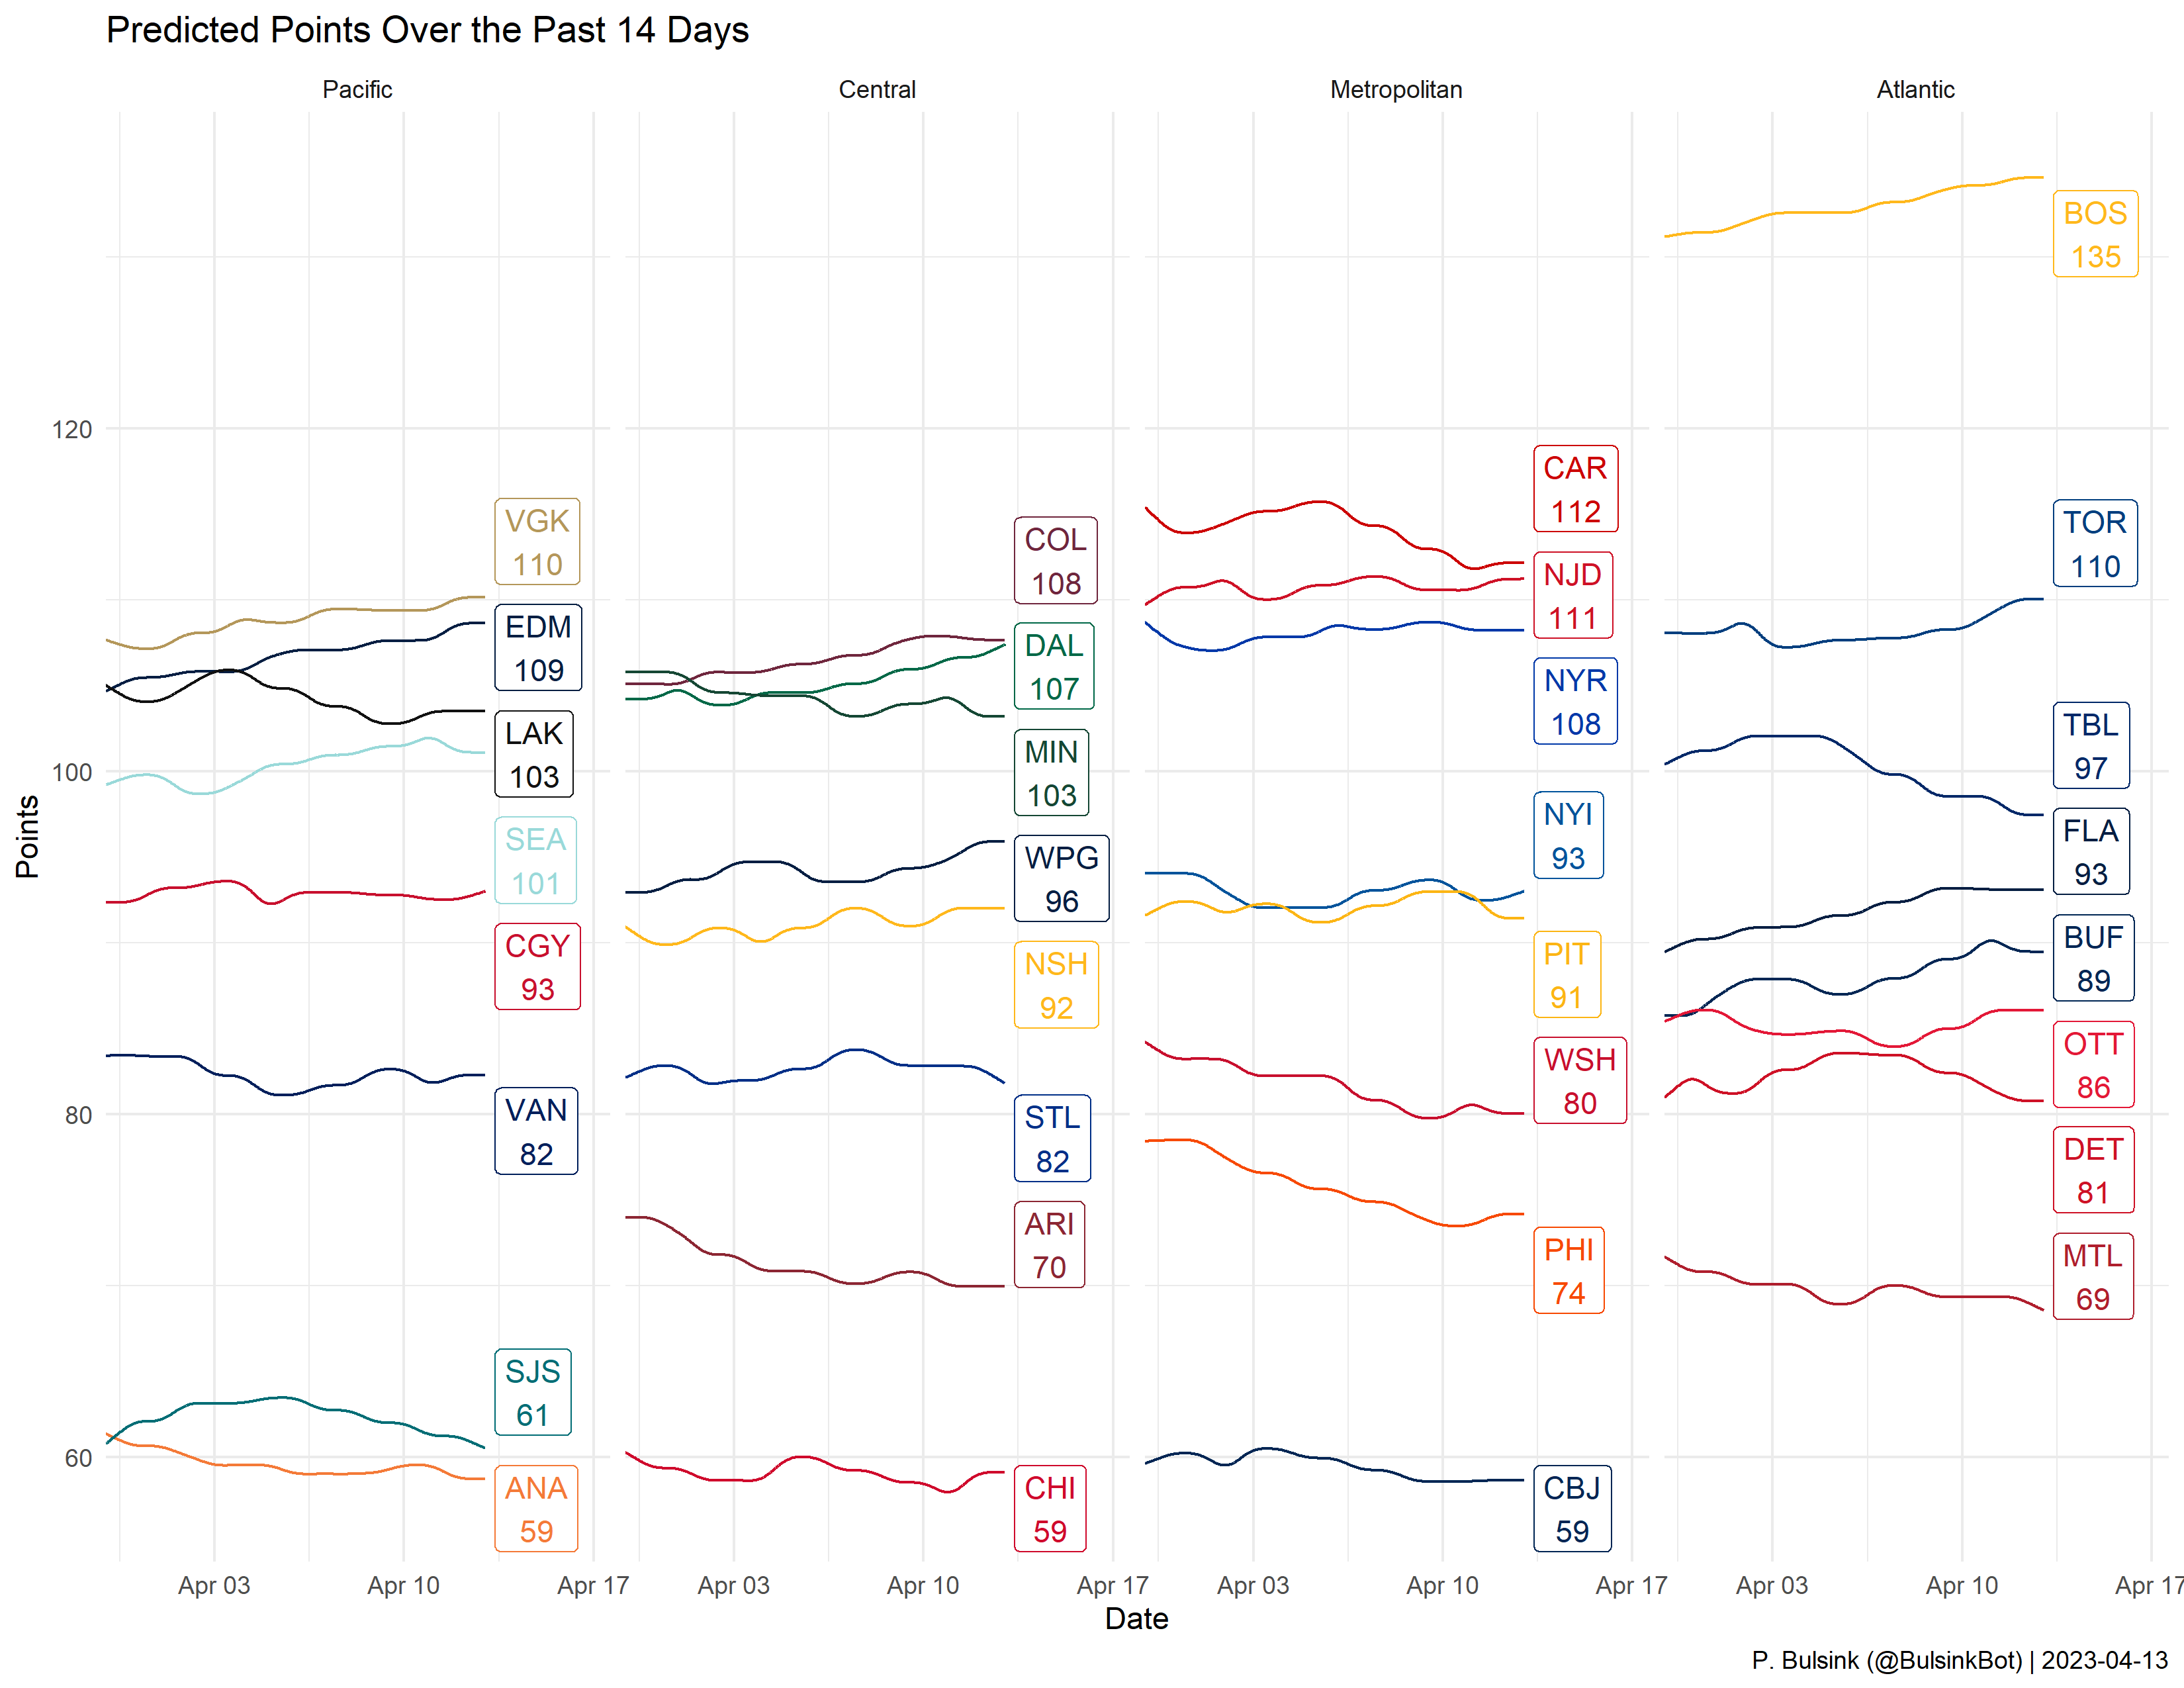 Predicted Points Over the Past 14 Days
Pacific
Central
Metropolitan
Atlantic
Points
120
100
80
60
VGK
110
EDM
109
LAK
103
SEA
101
CGY
93
VAN
82
SJS
61
ANA
59
COL
108
DAL
107
MIN
103
WPG
96
NSH
92
STL
82
ARI
70
CHI
59
CAR
112
NJD
111
NYR
108
NYI
93
PIT
91
WSH
80
PHI
74
CBJ
59
BOS
135
TOR
110
TBL
97
FLA
93
BUF
89
OTT
86
DET
81
MTL
69
Apr 03 Apr 10 Apr 17 Apr 03 Apr 10 Apr 17 Apr 03 Apr 10 Apr 17 Apr 03 Apr 10 Apr 17
Date
P. Bulsink (@BulsinkBot) | 2023-04-13